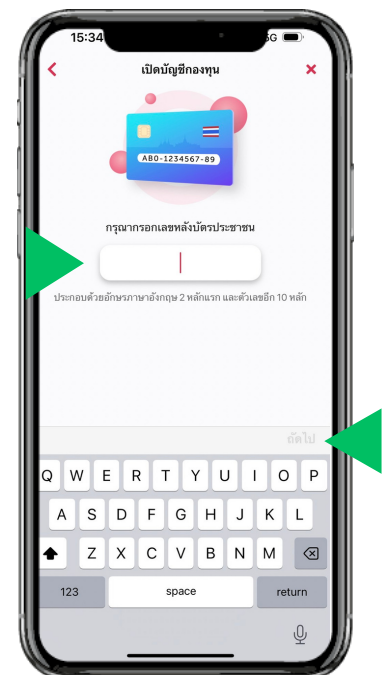 15:34
5G
เปิดบัญชีกองทุน
AB0-1234567-89
กรุณากรอกเลขหลังบัตรประชาชน
ประกอบด้วยอักษรภาษาอังกฤษ 2 หลักแรก และตัวเลขอีก 10 หลัก
ถัดไป
Q W E R T Y U I O P
A S D F G H J K L
Z X C V B N M
123 space return